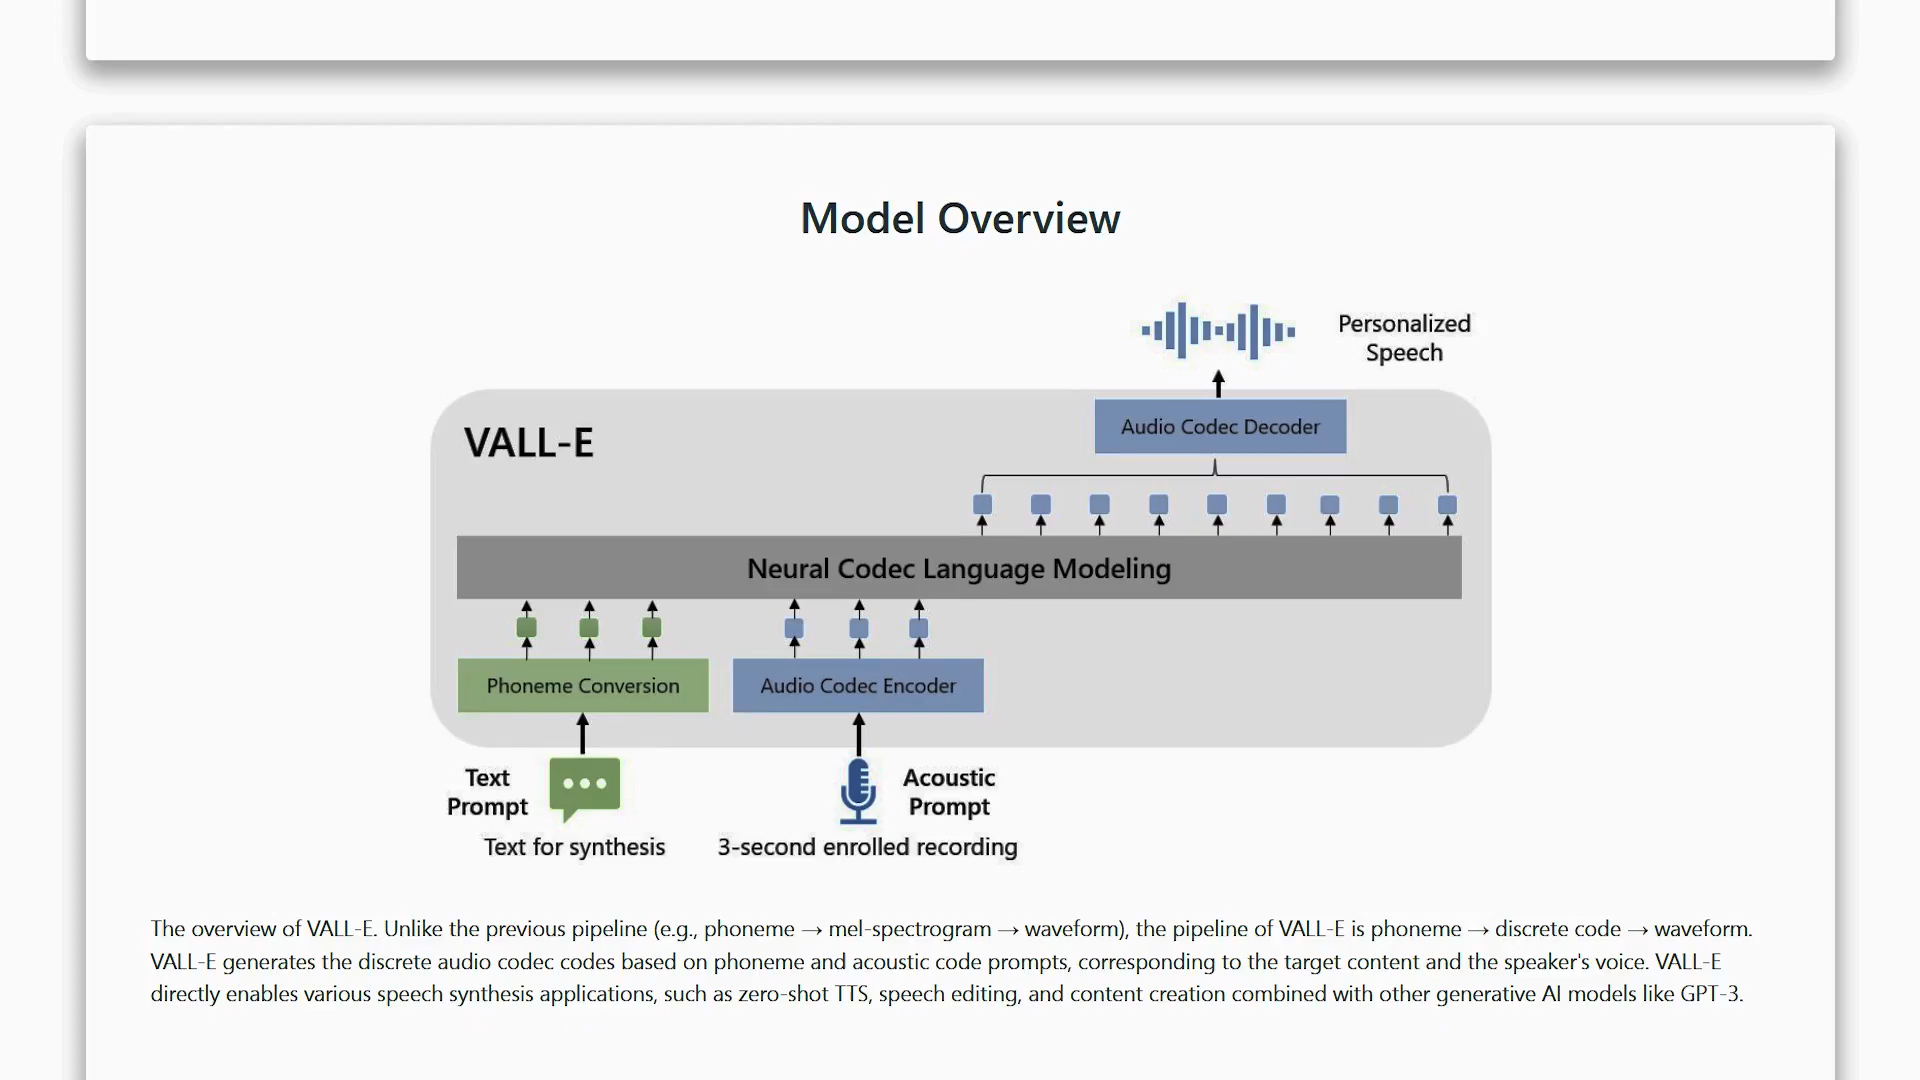 Model Overview
Personalized
Speech
Audio Codec Decoder
VALL-E
Neural Codec Language Modeling
Phoneme Conversion
Audio Codec Encoder
Text
Prompt
Acoustic
Prompt
Text for synthesis
3-second enrolled recording
The overview of VALL-E. Unlike the previous pipeline (e.g., phoneme → mel-spectrogram → waveform), the pipeline of VALL-E is phoneme → discrete code → waveform.
VALL-E generates the discrete audio codec codes based on phoneme and acoustic code prompts, corresponding to the target content and the speaker's voice. VALL-E
directly enables various speech synthesis applications, such as zero-shot TTS, speech editing, and content creation combined with other generative AI models like GPT-3.